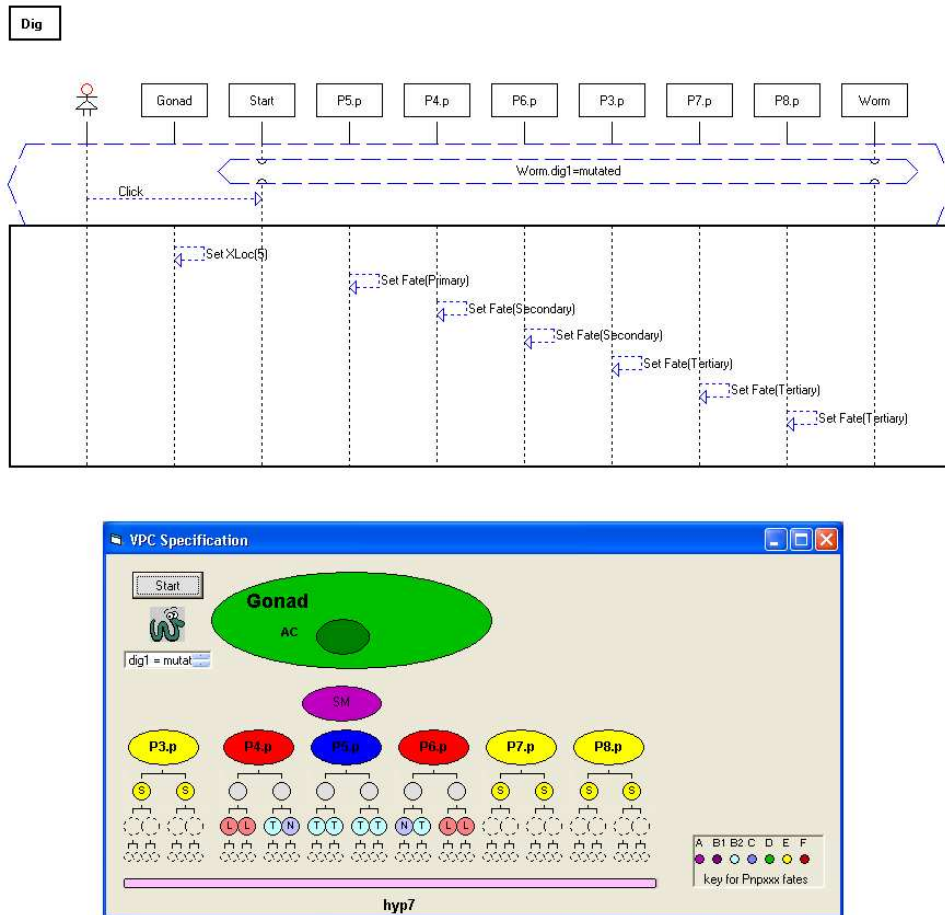 Dig
Gonad Start P5.p P4.p P6.p P3.p P7.p P8.p Worm
Worm.dig1=mutated
Click
Set XLoc(5)
Set Fate(Primary)
Set Fate(Secondary)
Set Fate(Secondary)
Set Fate(Tertiary)
Set Fate(Tertiary)
Set Fate(Tertiary)
VPC Specification
Start
Gonad
AC
dig1 = mutat
SM
P3.p P4.p P5.p P6.p P7.p P8.p
S S S S S S
L L T N T T T T N T L L
A B1 B2 C D E F
key for Pnpxxx fates
hyp7